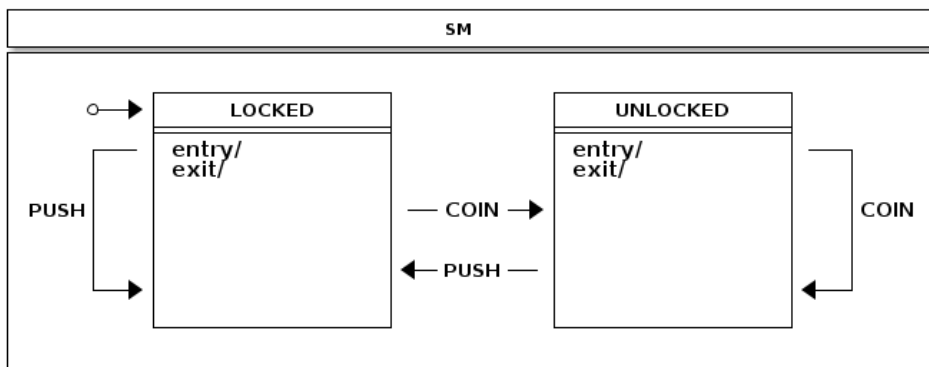 SM
LOCKED
entry/
exit/
UNLOCKED
entry/
exit/
PUSH
COIN
PUSH
COIN